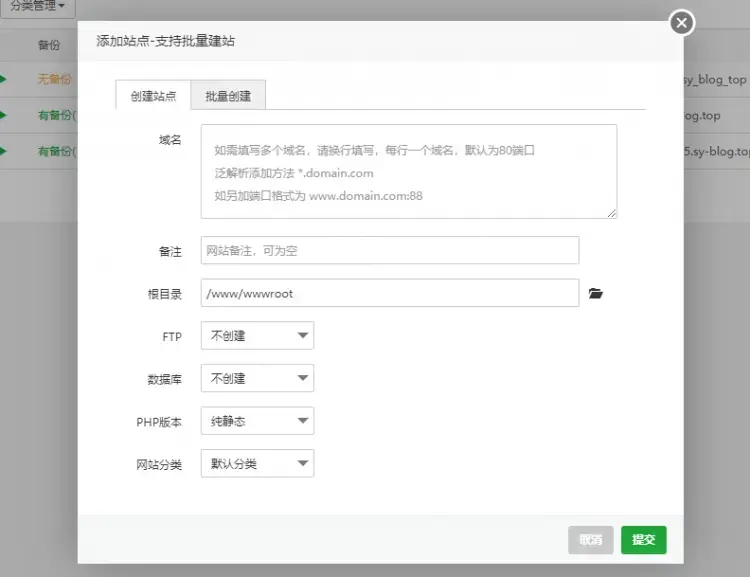 分类管理
添加站点-支持批量建站
备份
创建站点
批量创建
无备份
sy_blog_top
域名
如需填写多个域名，请换行填写，每行一个域名，默认为80端口
泛解析添加方法 *.domain.com
如另加端口格式为 www.domain.com:88
有备份(
og.top
有备份(
5.sy-blog.top
备注
网站备注，可为空
根目录
/www/wwwroot
FTP
不创建
数据库
不创建
PHP版本
纯静态
网站分类
默认分类
取消
提交